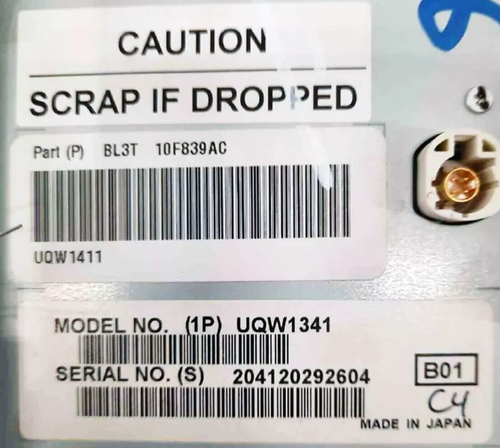 CAUTION
SCRAP IF DROPPED
Part (P) BL3T 10F839AC
UQW1411
MODEL NO. (1P) UQW1341
SERIAL NO. (S) 204120292604
B01
C4
MADE IN JAPAN